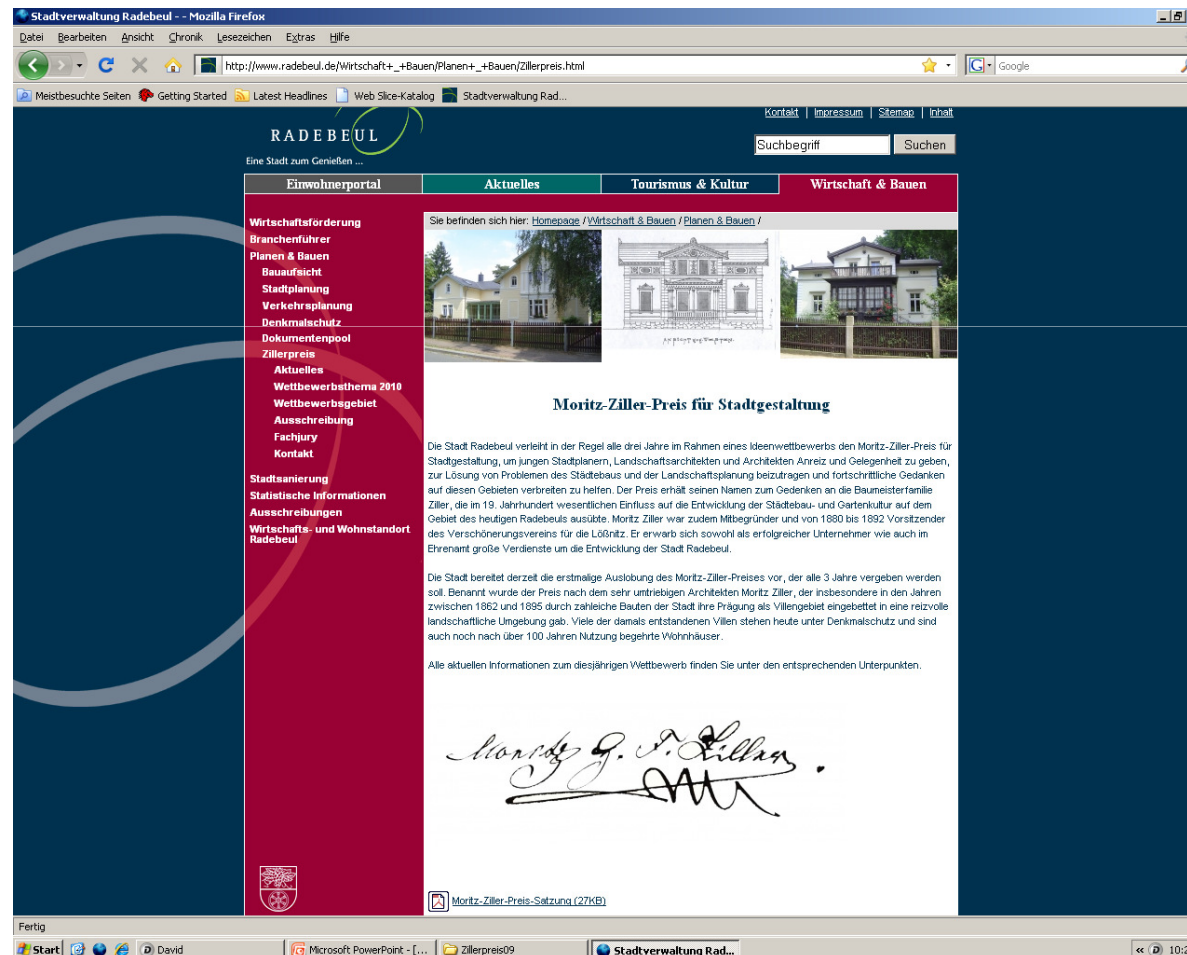 Stadtverwaltung Radebeul - - Mozilla Firefox
Datei Bearbeiten Ansicht Chronik Lesezeichen Extras Hilfe
http://www.radebeul.de/Wirtschaft+_+Bauen/Planen+_+Bauen/Zillerpreis.html
Google
Meistbesuchte Seiten Getting Started Latest Headlines Web Slice-Katalog Stadtverwaltung Rad...
Kontakt | Impressum | Sitemap | Inhalt
RADEBEUL
Suchbegriff Suchen
Eine Stadt zum Genießen ...
Einwohnerportal Aktuelles Tourismus & Kultur Wirtschaft & Bauen
Wirtschaftsförderung
Branchenführer
Planen & Bauen
Bauaufsicht
Stadtplanung
Verkehrsplanung
Denkmalschutz
Dokumentenpool
Zillerpreis
Aktuelles
Wettbewerbsthema 2010
Wettbewerbsgebiet
Ausschreibung
Fachjury
Kontakt
Stadtsanierung
Statistische Informationen
Ausschreibungen
Wirtschafts- und Wohnstandort
Radebeul
Sie befinden sich hier: Homepage / Wirtschaft & Bauen / Planen & Bauen /
Moritz-Ziller-Preis für Stadtgestaltung
Die Stadt Radebeul verleiht in der Regel alle drei Jahre im Rahmen eines Ideenwettbewerbs den Moritz-Ziller-Preis für
Stadtgestaltung, um jungen Stadtplanern, Landschaftsarchitekten und Architekten Anreiz und Gelegenheit zu geben,
zur Lösung von Problemen des Städtebaus und der Landschaftsplanung beizutragen und fortschrittliche Gedanken
auf diesen Gebieten verbreiten zu helfen. Der Preis erhält seinen Namen zum Gedenken an die Baumeisterfamilie
Ziller, die im 19. Jahrhundert wesentlichen Einfluss auf die Entwicklung der Städtebau- und Gartenkultur auf dem
Gebiet des heutigen Radebeuls ausübte. Moritz Ziller war zudem Mitbegründer und von 1880 bis 1892 Vorsitzender
des Verschönerungsvereins für die Lößnitz. Er erwarb sich sowohl als erfolgreicher Unternehmer wie auch im
Ehrenamt große Verdienste um die Entwicklung der Stadt Radebeul.
Die Stadt bereitet derzeit die erstmalige Auslobung des Moritz-Ziller-Preises vor, der alle 3 Jahre vergeben werden
soll. Benannt wurde der Preis nach dem sehr umtriebigen Architekten Moritz Ziller, der insbesondere in den Jahren
zwischen 1862 und 1895 durch zahleiche Bauten der Stadt ihre Prägung als Villengebiet eingebettet in eine reizvolle
landschaftliche Umgebung gab. Viele der damals entstandenen Villen stehen heute unter Denkmalschutz und sind
auch noch nach über 100 Jahren Nutzung begehrte Wohnhäuser.
Alle aktuellen Informationen zum diesjährigen Wettbewerb finden Sie unter den entsprechenden Unterpunkten.
Moritz G. F. Ziller.
Moritz-Ziller-Preis-Satzung (27KB)
Fertig
Start David Microsoft PowerPoint - [... Zillerpreis09 Stadtverwaltung Rad...